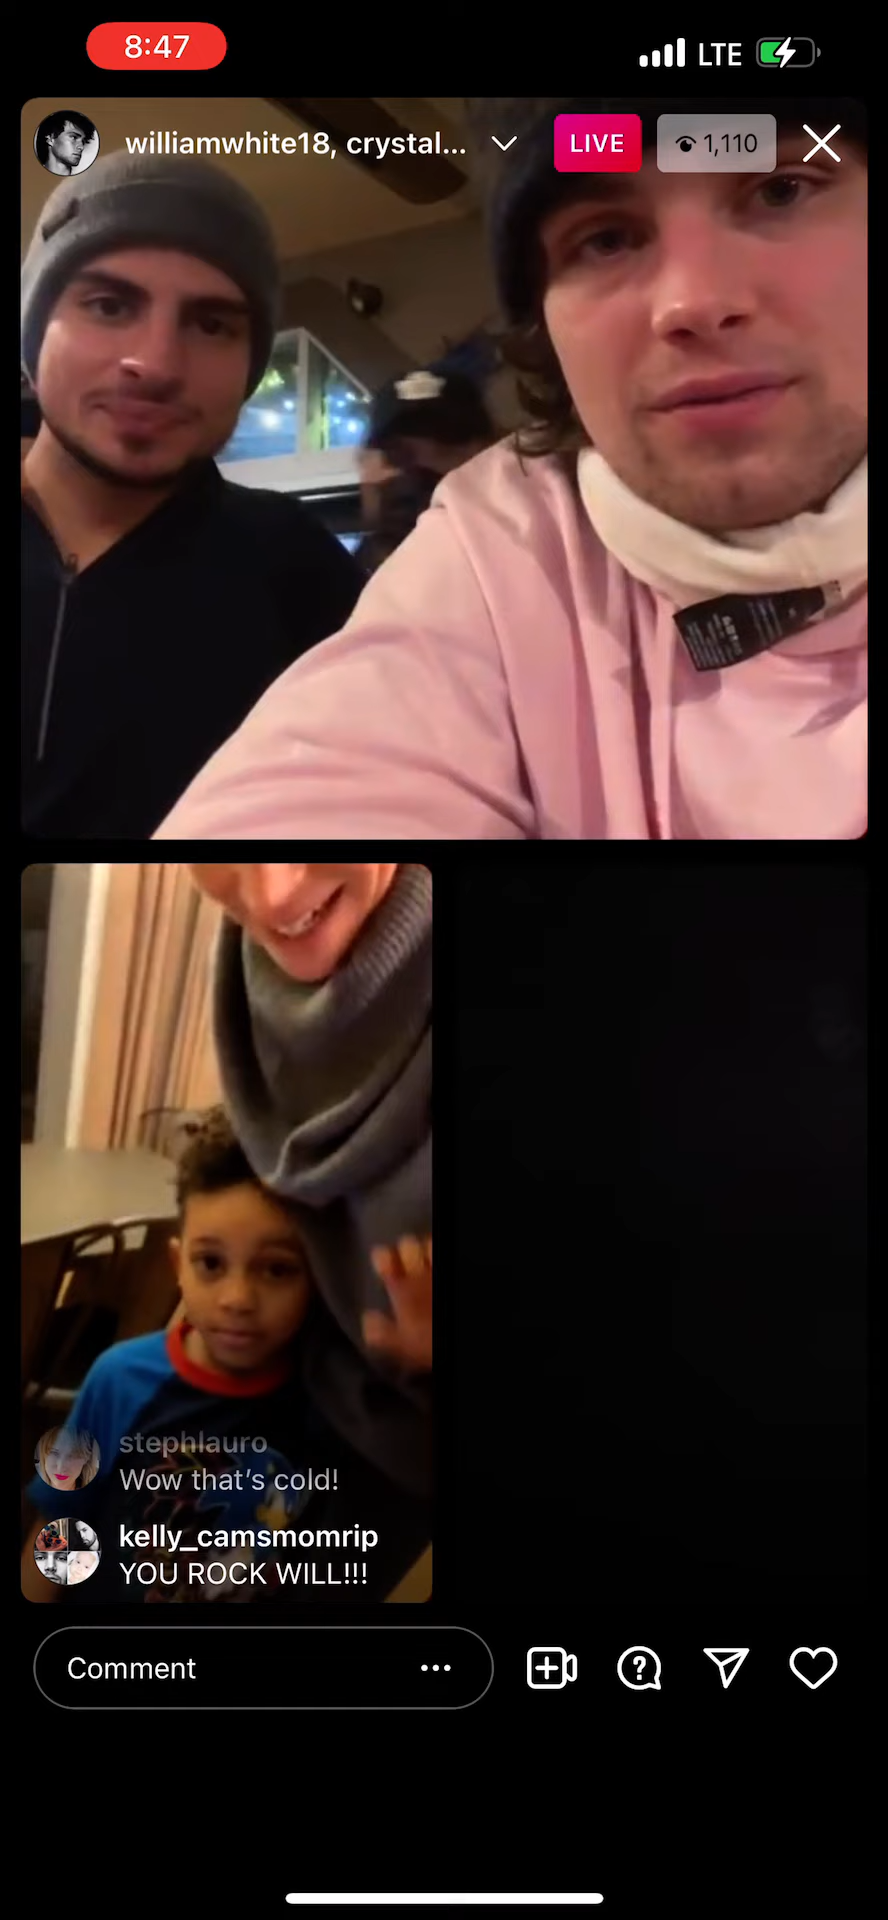 8:47
LTE
williamwhite18, crystal...
LIVE
1,110
stephlauro
Wow that's cold!
kelly_camsmomrip
YOU ROCK WILL!!!
Comment